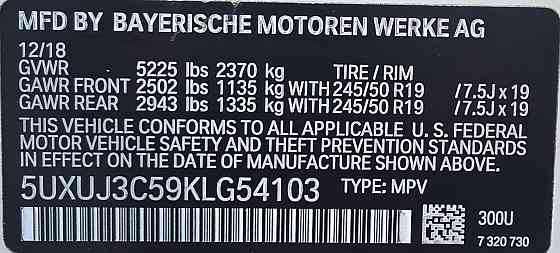 MFD BY BAYERISCHE MOTOREN WERKE AG
12/18
GVWR 5225 lbs 2370 kg TIRE / RIM
GAWR FRONT 2502 lbs 1135 kg WITH 245/50 R19 / 7.5J x 19
GAWR REAR 2943 lbs 1335 kg WITH 245/50 R19 / 7.5J x 19
THIS VEHICLE CONFORMS TO ALL APPLICABLE U. S. FEDERAL
MOTOR VEHICLE SAFETY AND THEFT PREVENTION STANDARDS
IN EFFECT ON THE DATE OF MANUFACTURE SHOWN ABOVE.
5UXUJ3C59KLG54103 TYPE: MPV
300U
7 320 730